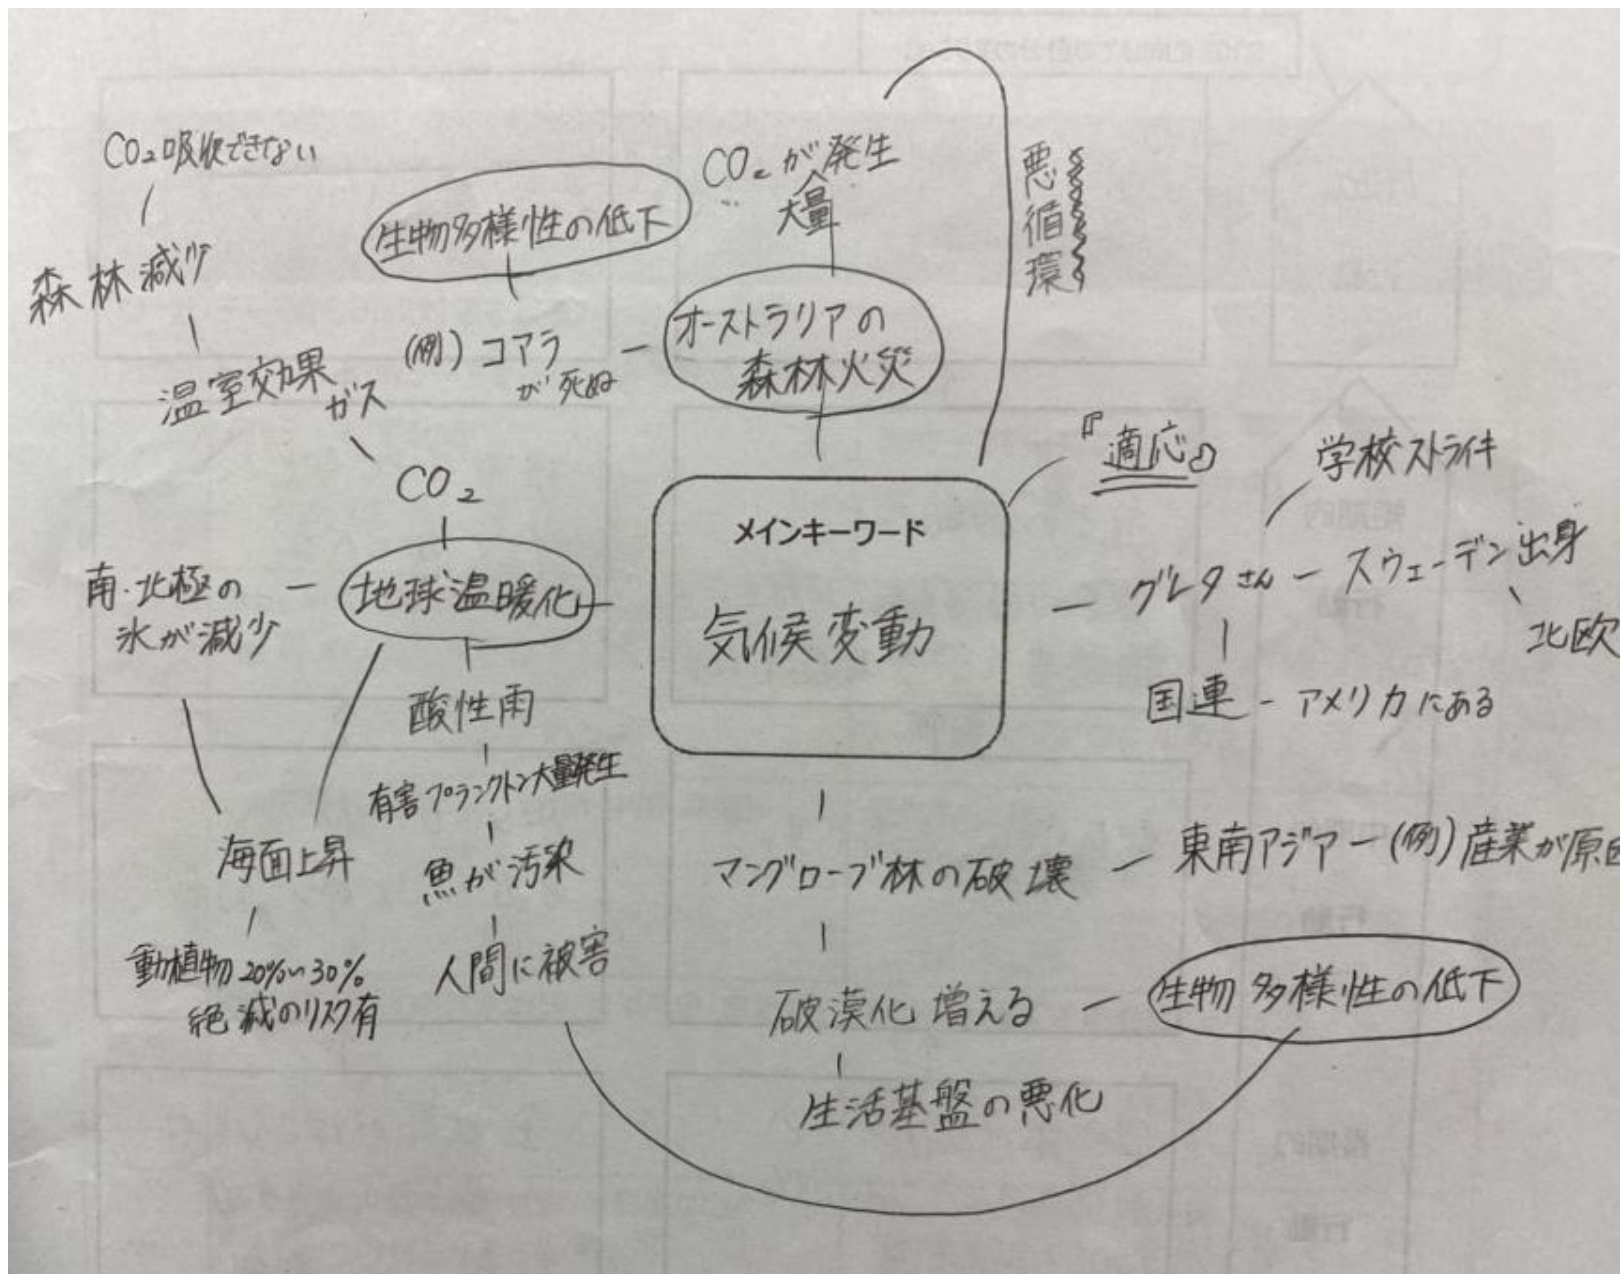 CO₂吸収できない
森林減少
温室効果
ガス
CO₂
生物多様性の低下
(例)コアラ
が死ぬ
CO₂が発生
大量
オーストラリアの
森林火災
悪循環
『適応』
メインキーワード
気候変動
学校ストライキ
グレタさん
スウェーデン出身
北欧
国連
アメリカにある
地球温暖化
南・北極の
氷が減少
酸性雨
有害プランクトン大量発生
魚が汚染
人間に被害
海面上昇
動植物20%〜30%
絶滅のリスク有
マングローブ林の破壊
東南アジア
(例)産業が原因
破漠化 増える
生物多様性の低下
生活基盤の悪化